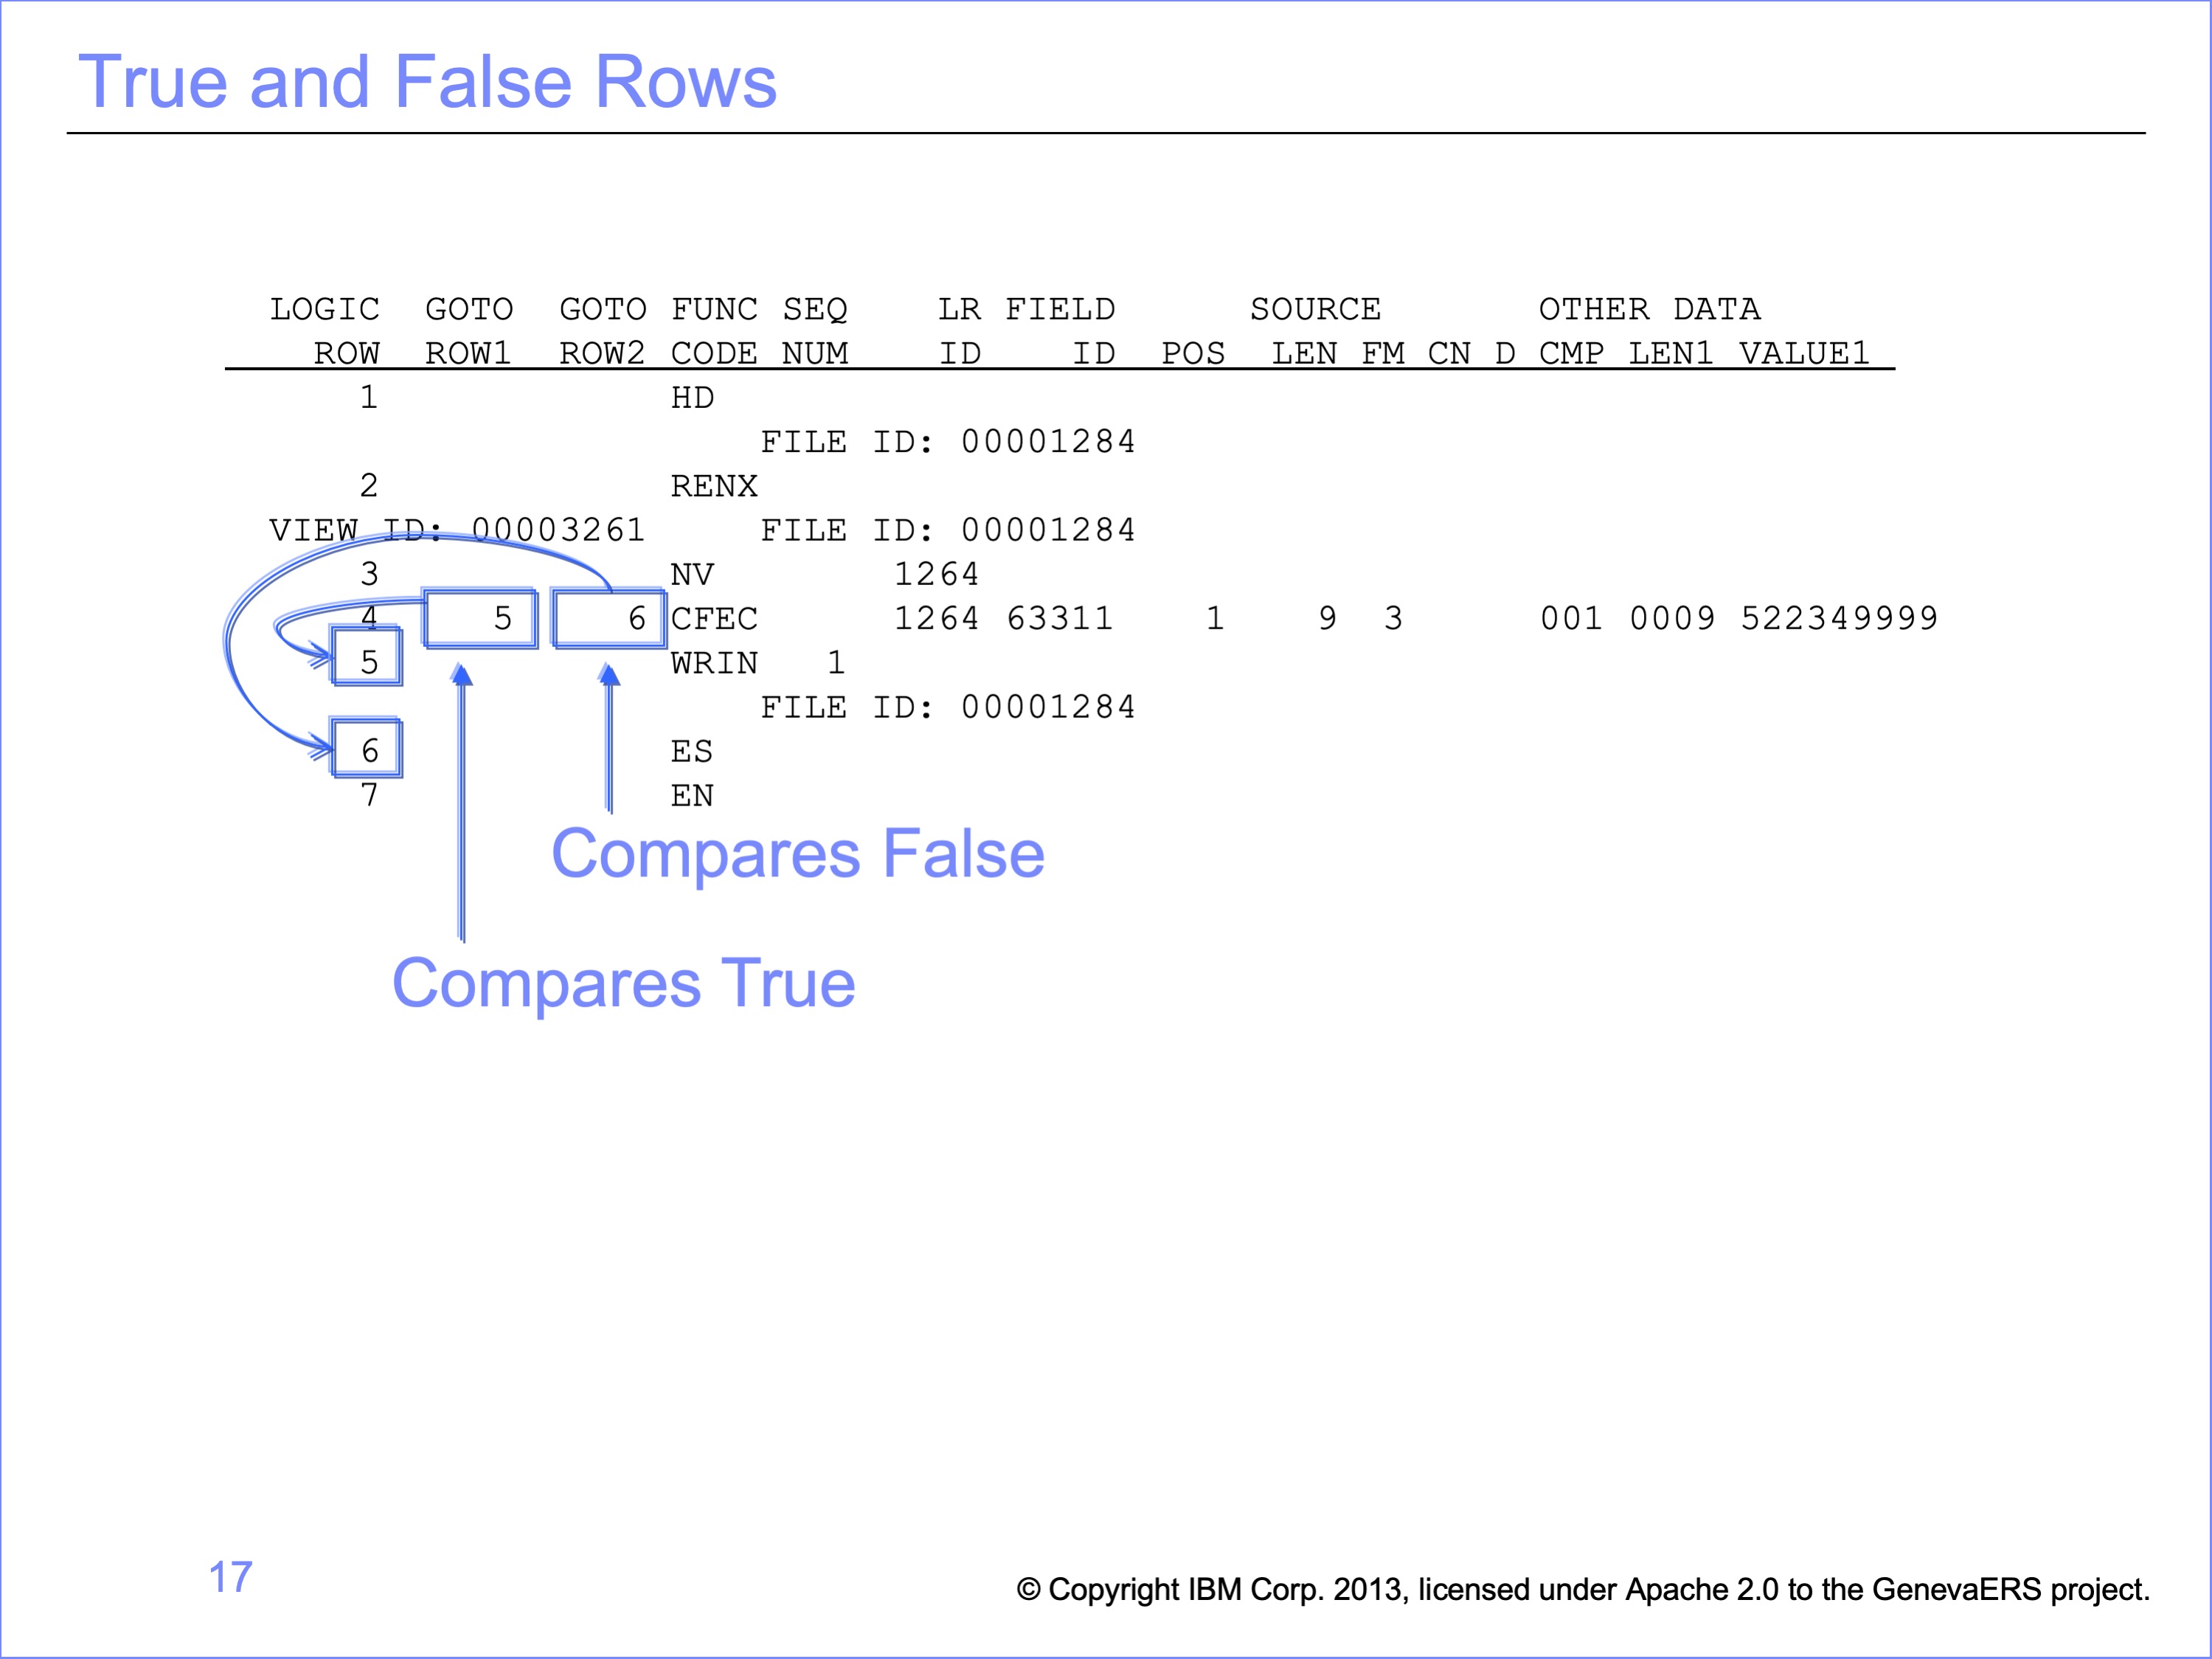 True and False Rows
LOGIC GOTO GOTO FUNC SEQ LR FIELD SOURCE OTHER DATA
ROW ROW1 ROW2 CODE NUM ID ID POS LEN FM CN D CMP LEN1 VALUE1
1 HD
FILE ID: 00001284
2 RENX
VIEW ID: 00003261 FILE ID: 00001284
3 NV 1264
4 5 6 CFEC 1264 63311 1 9 3 001 0009 522349999
5 WRIN 1
FILE ID: 00001284
6 ES
7 EN
Compares False
Compares True
17
© Copyright IBM Corp. 2013, licensed under Apache 2.0 to the GenevaERS project.